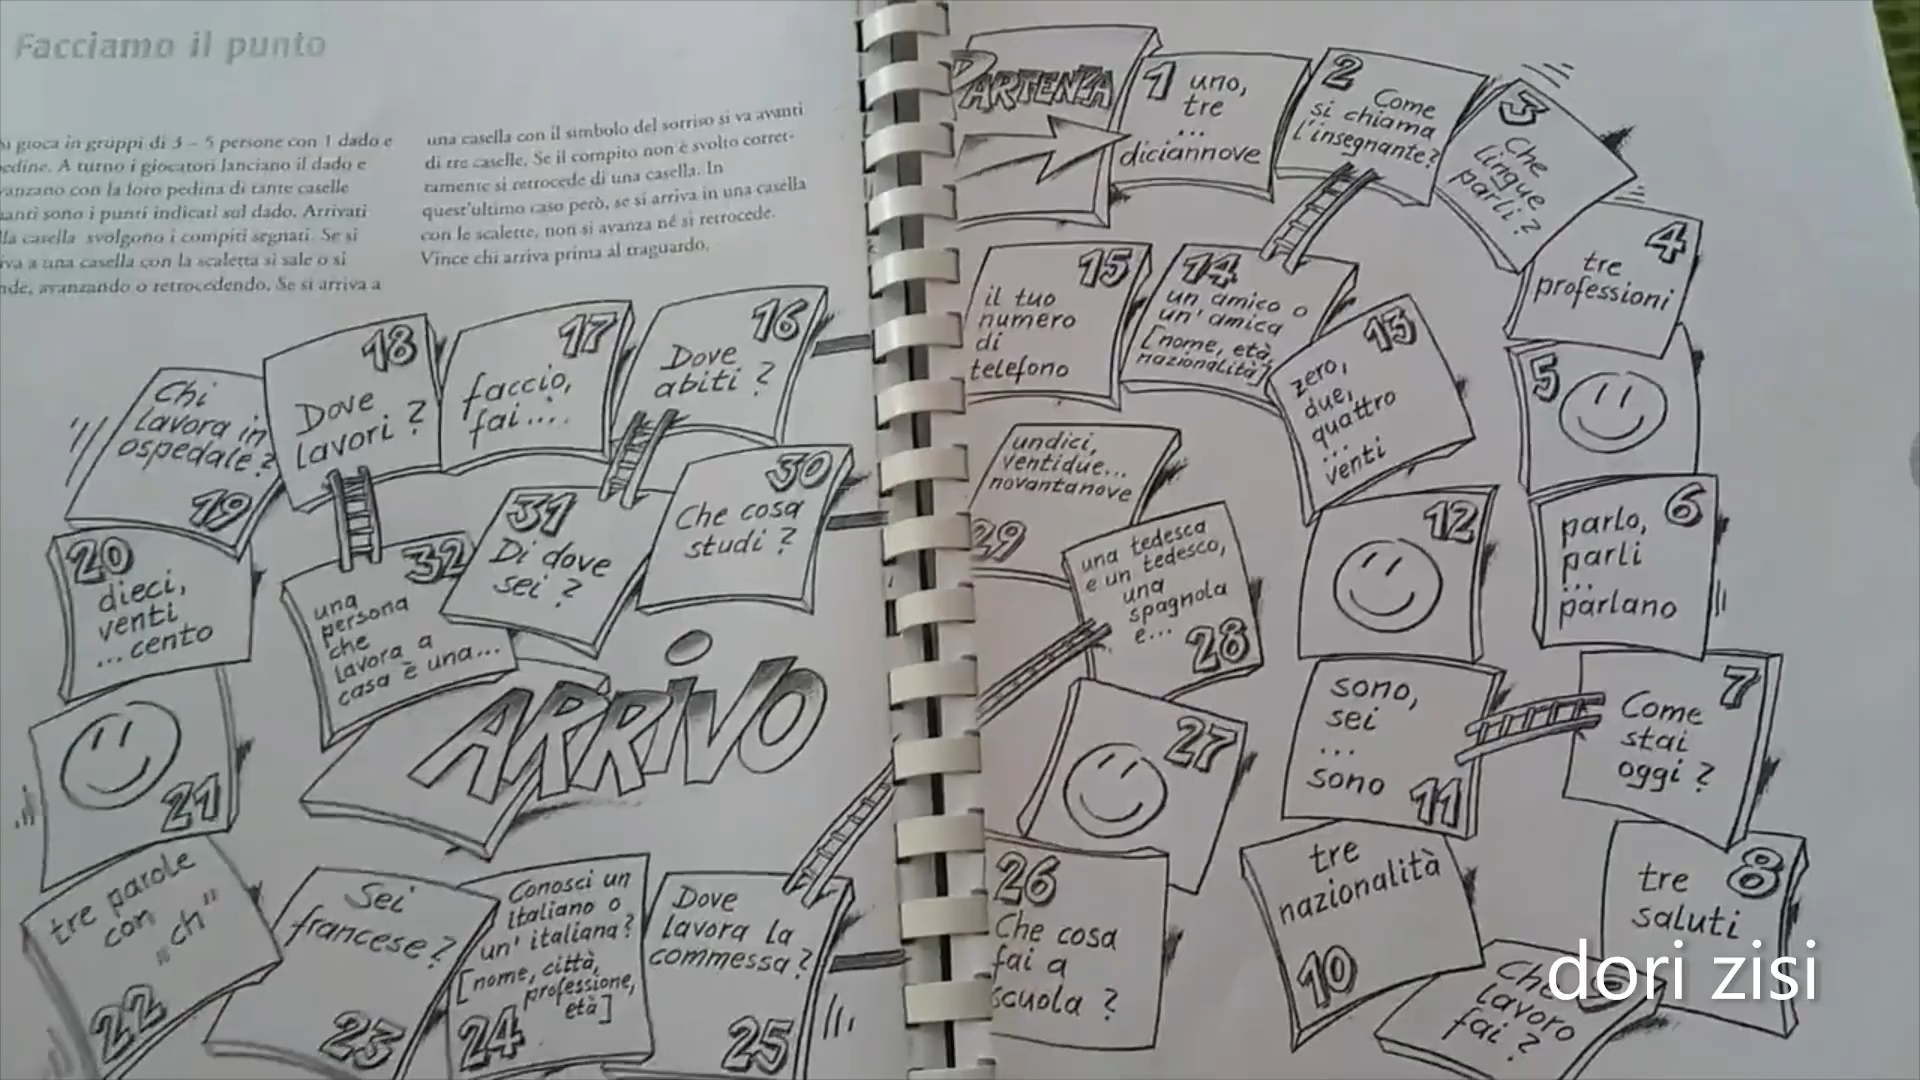 Facciamo il punto
gioca in gruppi di 3 – 5 persone con 1 dado e
pedine. A turno i giocatori lanciano il dado e
avanzano con la loro pedina di tante caselle
quanti sono i punti indicati sul dado. Arrivati
alla casella svolgono i compiti segnati. Se si
arriva a una casella con la scaletta si sale o si
avanzando o retrocedendo. Se si arriva a
una casella con il simbolo del sorriso si va avanti
di tre caselle. Se il compito non è svolto corret-
tamente si retrocede di una casella. In
quest'ultimo caso però, se si arriva in una casella
con le scalette, non si avanza né si retrocede.
Vince chi arriva prima al traguardo.
PARTENZA
1 uno,
tre
...
diciannove
2 Come
si chiama
l'insegnante?
3 Che
lingue
parli?
4
tre
professioni
5
6
parlo,
parli
...
parlano
7
Come
stai
oggi?
8
tre
saluti
Che
lavoro
fai?
tre
nazionalità
10
sono,
sei
...
sono 11
12
13
zero,
due,
quattro
...
venti
14
un amico o
un'amica
[nome, età,
nazionalità]
15
il tuo
numero
di
telefono
16
Dove
abiti?
17
faccio,
fai....
18
Dove
lavori?
Chi
lavora in
ospedale?
19
20
dieci,
venti
...cento
21
tre parole
con
„ch"
22
Sei
francese?
23
Conosci un
italiano o
un'italiana?
[nome, città,
professione,
età]
24
Dove
lavora la
commessa?
25
26
Che cosa
fai a
scuola?
27
una tedesca
e un tedesco,
una
spagnola
e...
28
undici,
ventidue...
novantanove
29
30
Che cosa
studi?
31
Di dove
sei?
32
una
persona
che
lavora a
casa è una...
ARRIVO
dori zisi